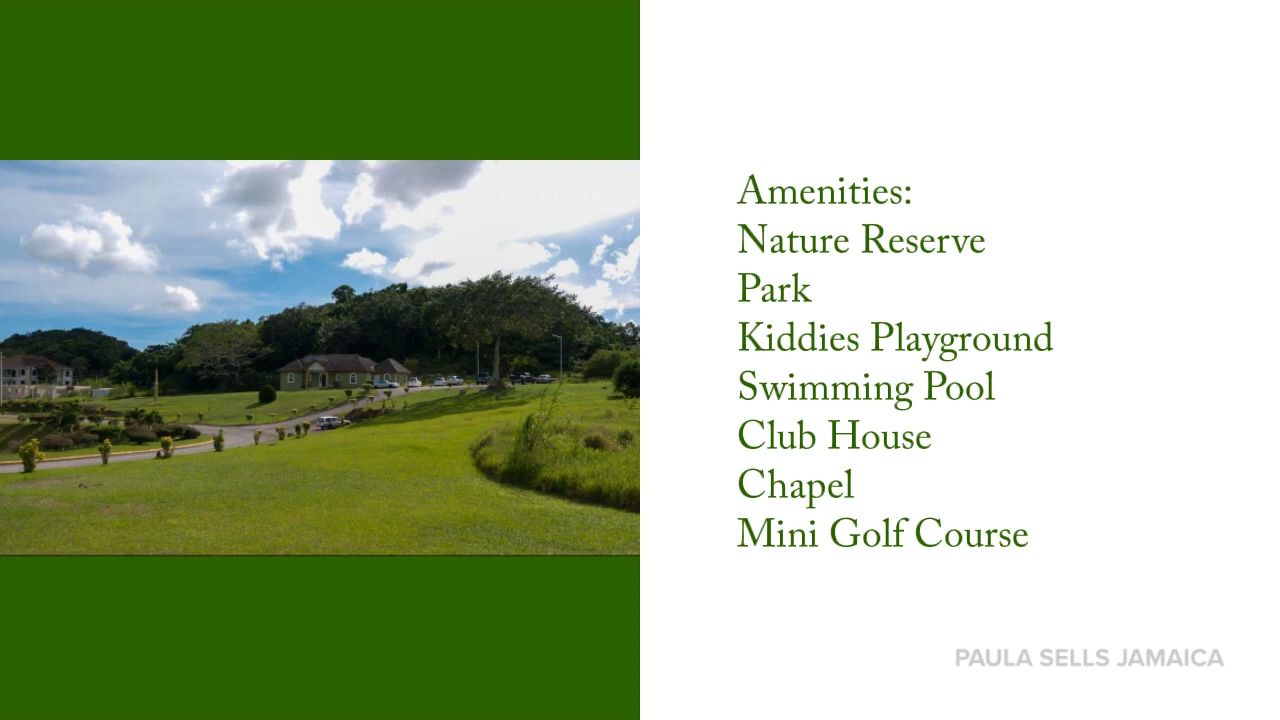 Amenities:
Nature Reserve
Park
Kiddies Playground
Swimming Pool
Club House
Chapel
Mini Golf Course
PAULA SELLS JAMAICA